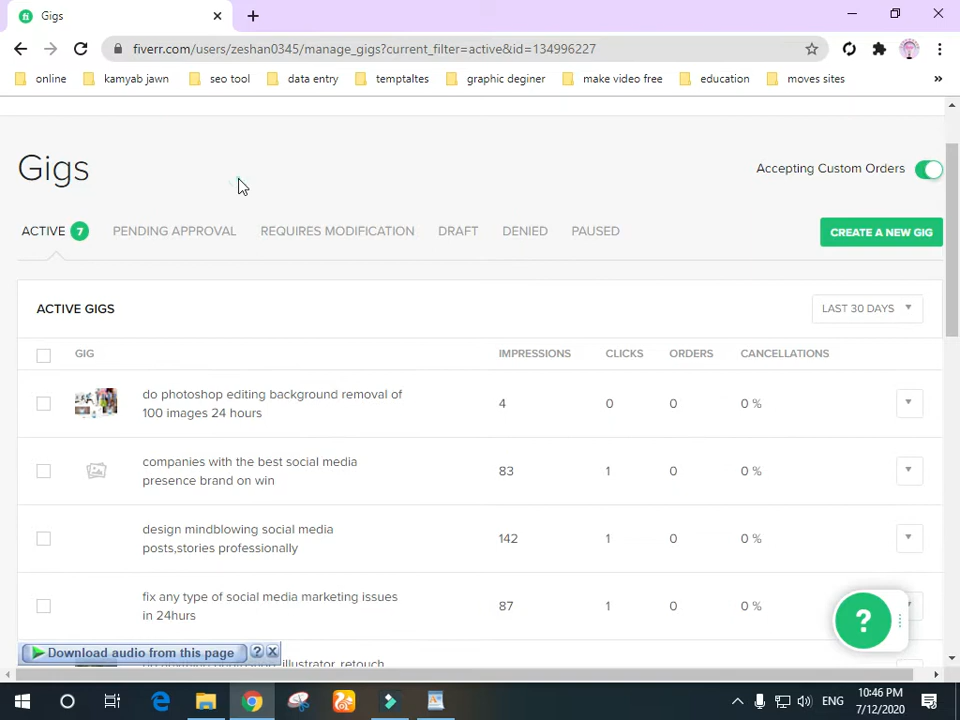 Gigs
fiverr.com/users/zeshan0345/manage_gigs?current_filter=active&id=134996227
online kamyab jawn seo tool data entry temptaltes graphic deginer make video free education moves sites »
Gigs
Accepting Custom Orders
ACTIVE 7 PENDING APPROVAL REQUIRES MODIFICATION DRAFT DENIED PAUSED CREATE A NEW GIG
ACTIVE GIGS LAST 30 DAYS
GIG IMPRESSIONS CLICKS ORDERS CANCELLATIONS
do photoshop editing background removal of
100 images 24 hours
4 0 0 0 %
companies with the best social media
presence brand on win
83 1 0 0 %
design mindblowing social media
posts,stories professionally
142 1 0 0 %
fix any type of social media marketing issues
in 24hurs
87 1 0 0 %
?
illustrator, retouch
Download audio from this page ?
ENG
10:46 PM
7/12/2020